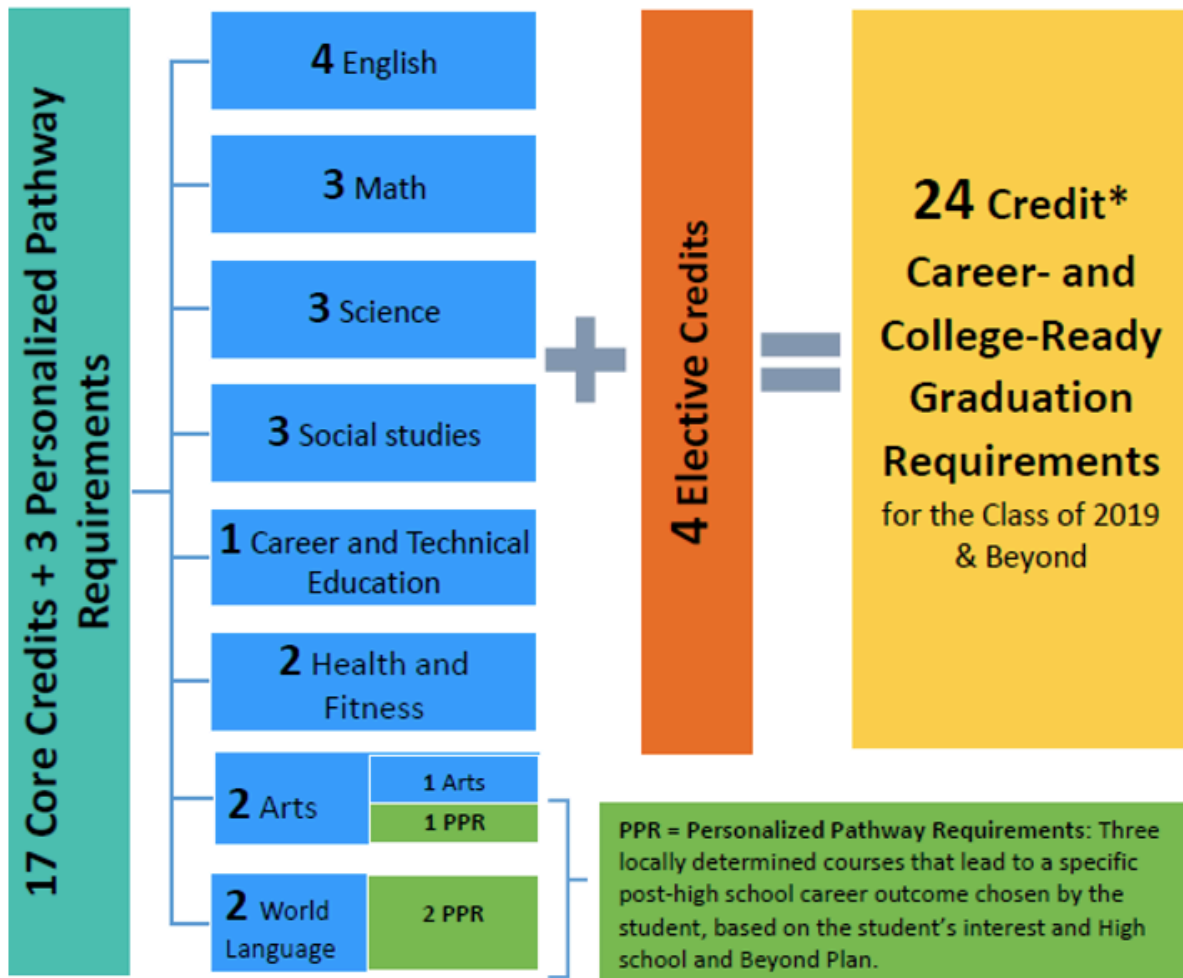 17 Core Credits + 3 Personalized Pathway
Requirements
4 English
3 Math
3 Science
3 Social studies
1 Career and Technical
Education
2 Health and
Fitness
2 Arts
1 Arts
1 PPR
2 World
Language
2 PPR
4 Elective Credits
24 Credit*
Career- and
College-Ready
Graduation
Requirements
for the Class of 2019
& Beyond
PPR = Personalized Pathway Requirements: Three
locally determined courses that lead to a specific
post-high school career outcome chosen by the
student, based on the student's interest and High
school and Beyond Plan.